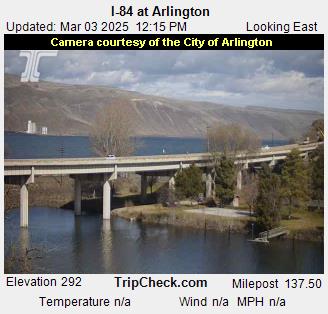 I-84 at Arlington
Updated: Mar 03 2025 12:15 PM Looking East
Camera courtesy of the City of Arlington
Elevation 292 TripCheck.com Milepost 137.50
Temperature n/a Wind n/a MPH n/a